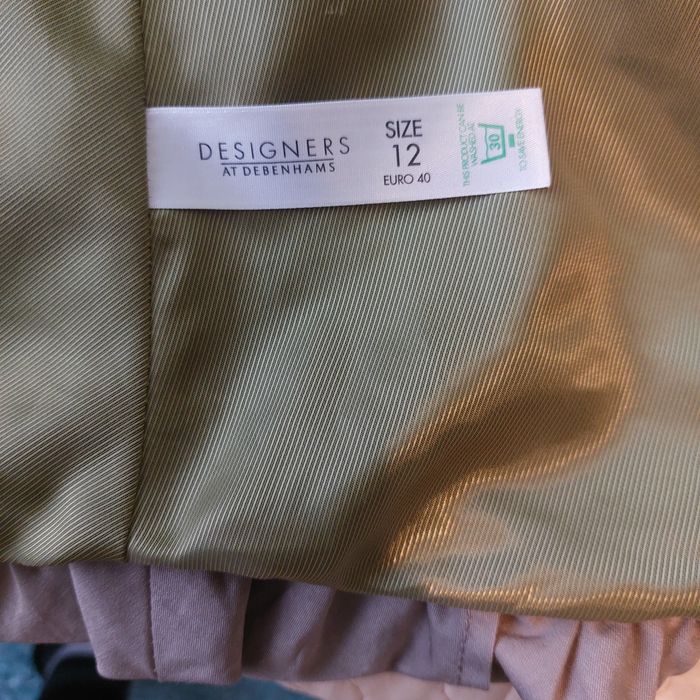 DESIGNERS
AT DEBENHAMS
SIZE
12
EURO 40
THIS PRODUCT CAN BE
WASHED AT
30
TO SAVE ENERGY